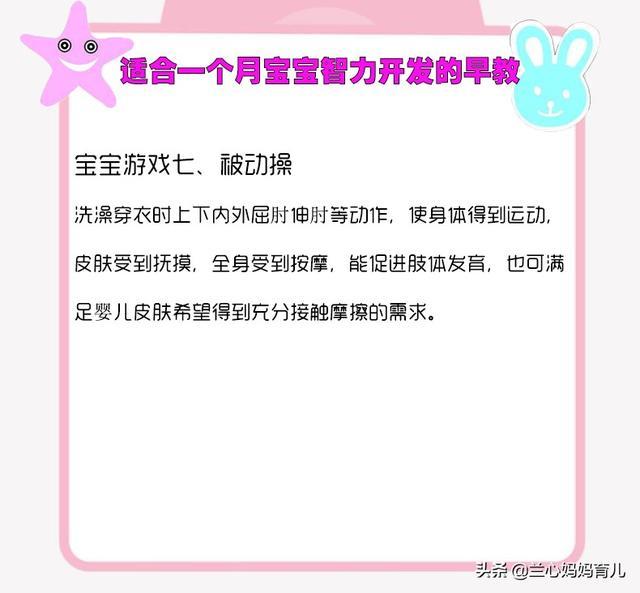 适合一个月宝宝智力开发的早教
宝宝游戏七、被动操
洗澡穿衣时上下内外屈肘伸肘等动作，使身体得到运动，
皮肤受到抚摸，全身受到按摩，能促进肢体发育，也可满
足婴儿皮肤希望得到充分接触摩擦的需求。
头条 @兰心妈妈育儿